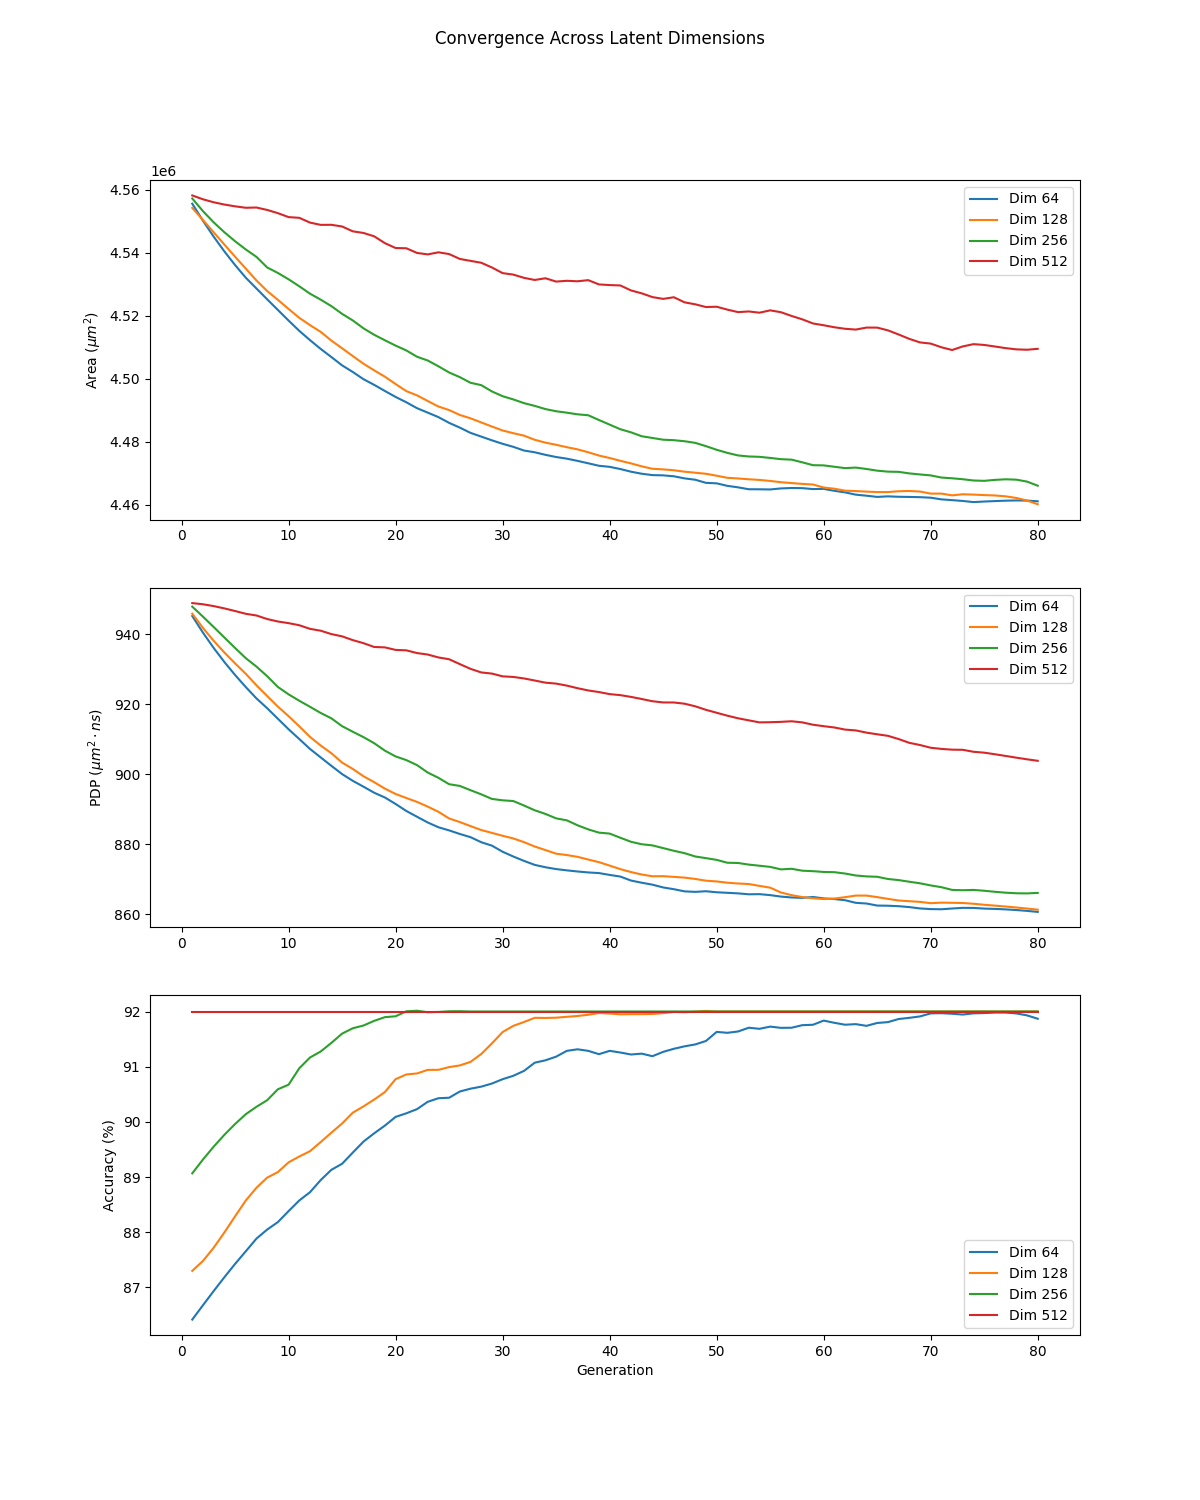 Convergence Across Latent Dimensions
1e6
4.56
4.54
4.52
4.50
4.48
4.46
Area (μm²)
0 10 20 30 40 50 60 70 80
Dim 64
Dim 128
Dim 256
Dim 512
940
920
900
880
860
PDP (μm² · ns)
0 10 20 30 40 50 60 70 80
Dim 64
Dim 128
Dim 256
Dim 512
92
91
90
89
88
87
Accuracy (%)
0 10 20 30 40 50 60 70 80
Generation
Dim 64
Dim 128
Dim 256
Dim 512